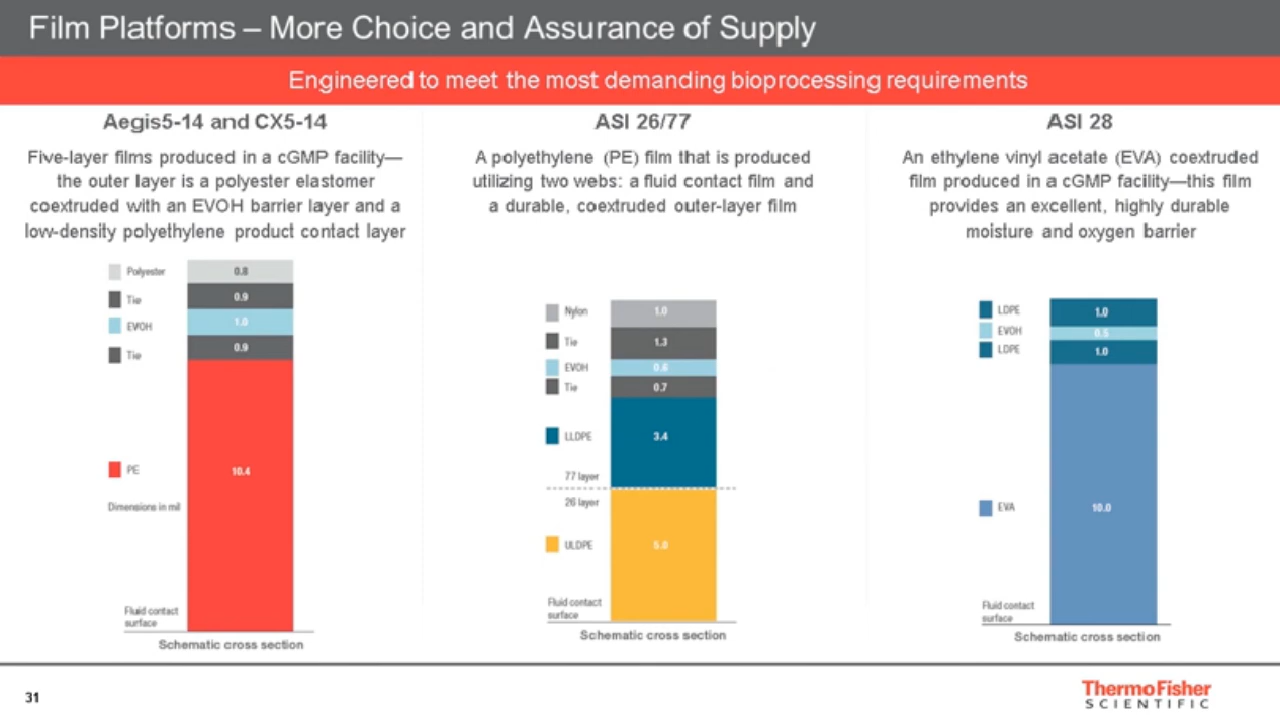 Film Platforms – More Choice and Assurance of Supply
Engineered to meet the most demanding bioprocessing requirements
Aegis5-14 and CX5-14
Five-layer films produced in a cGMP facility—
the outer layer is a polyester elastomer
coextruded with an EVOH barrier layer and a
low-density polyethylene product contact layer
Polyester
0.8
Tie
0.9
EVOH
1.0
Tie
0.9
PE
10.4
Dimensions in mil
Fluid contact
surface
Schematic cross section
ASI 26/77
A polyethylene (PE) film that is produced
utilizing two webs: a fluid contact film and
a durable, coextruded outer-layer film
Nylon
1.0
Tie
1.3
EVOH
0.6
Tie
0.7
LLDPE
3.4
77 layer
26 layer
ULDPE
5.0
Fluid contact
surface
Schematic cross section
ASI 28
An ethylene vinyl acetate (EVA) coextruded
film produced in a cGMP facility—this film
provides an excellent, highly durable
moisture and oxygen barrier
LDPE
1.0
EVOH
0.5
LDPE
1.0
EVA
10.0
Fluid contact
surface
Schematic cross section
31
ThermoFisher
SCIENTIFIC